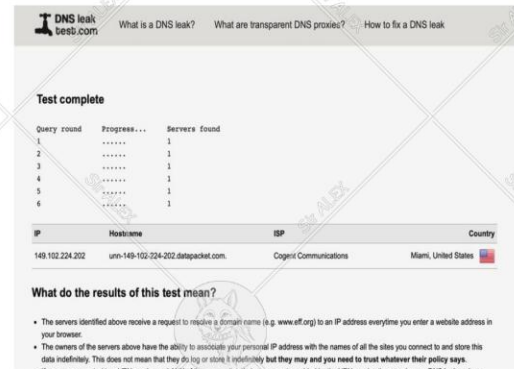 DNS leak
test.com
What is a DNS leak?
What are transparent DNS proxies?
How to fix a DNS leak
Test complete
Query round Progress... Servers found
1 ...... 1
2 ...... 1
3 ...... 1
4 ...... 1
5 ...... 1
6 ...... 1
IP Hostname ISP Country
149.102.224.202 unn-149-102-224-202.datapacket.com. Cogent Communications Miami, United States
What do the results of this test mean?
• The servers identified above receive a request to resolve a domain name (e.g. www.eff.org) to an IP address everytime you enter a website address in
your browser.
• The owners of the servers above have the ability to associate your personal IP address with the names of all the sites you connect to and store this
data indefinitely. This does not mean that they do log or store it indefinitely but they may and you need to trust whatever their policy says.
Sir ALEX
Sir ALEX